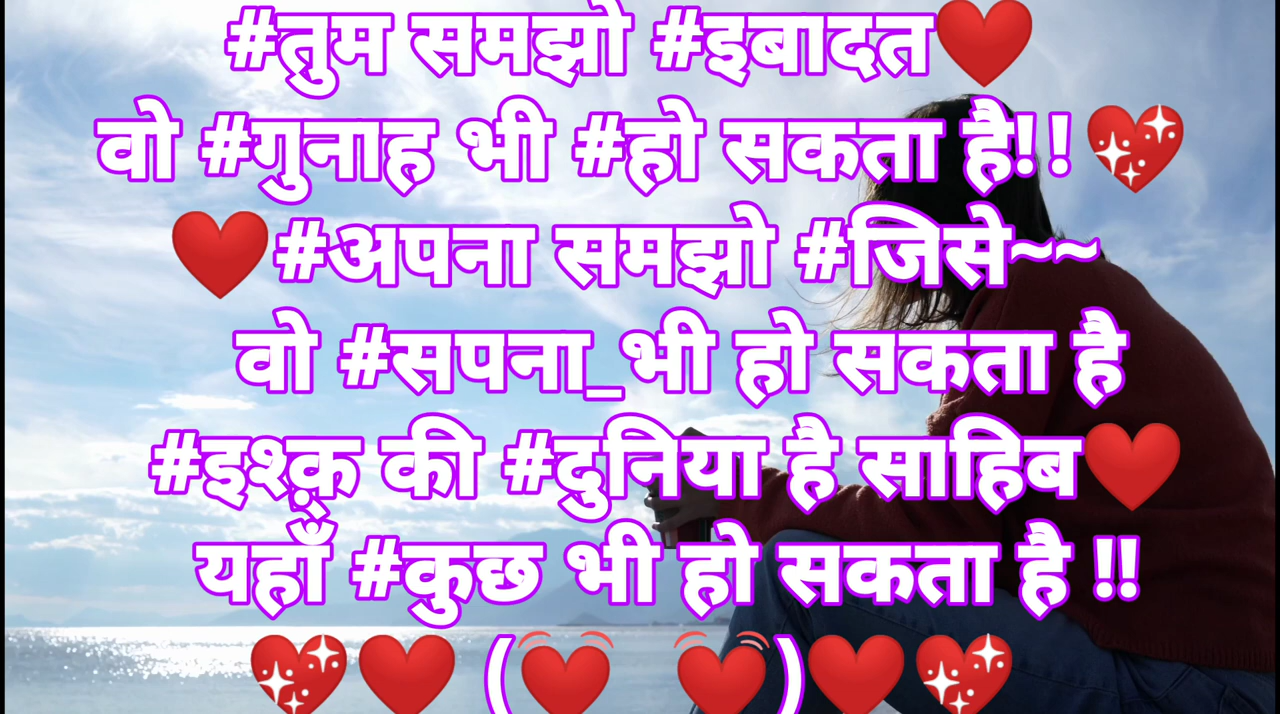 #तुम समझो #इबादत❤️
वो #गुनाह भी #हो सकता है!! 💖
❤️#अपना समझो #जिसे~~
वो #सपना_भी हो सकता है
#इश्क़ की #दुनिया है साहिब❤️
यहाँ #कुछ भी हो सकता है !!
💖❤️ (💓 💓)❤️💖